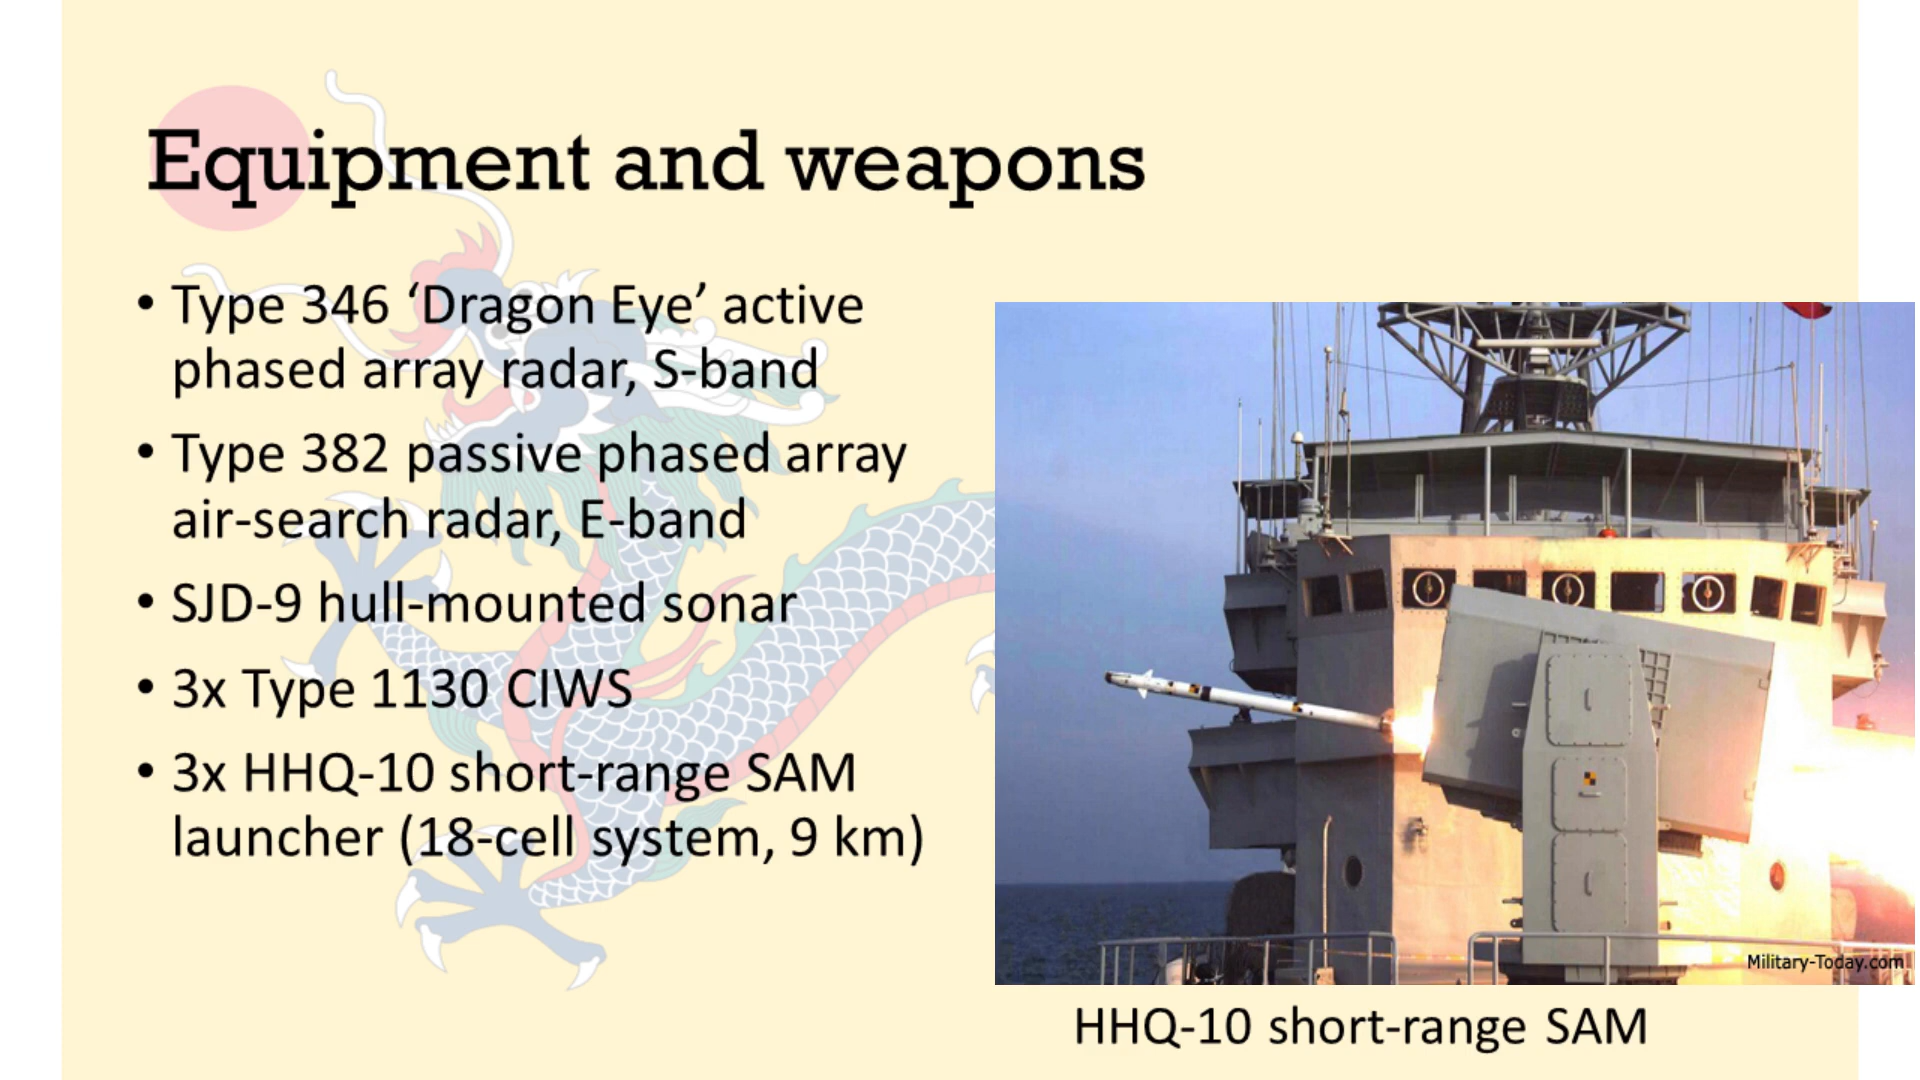 Equipment and weapons
• Type 346 ‘Dragon Eye’ active
phased array radar, S-band
• Type 382 passive phased array
air-search radar, E-band
• SJD-9 hull-mounted sonar
• 3x Type 1130 CIWS
• 3x HHQ-10 short-range SAM
launcher (18-cell system, 9 km)
Military-Today.com
HHQ-10 short-range SAM